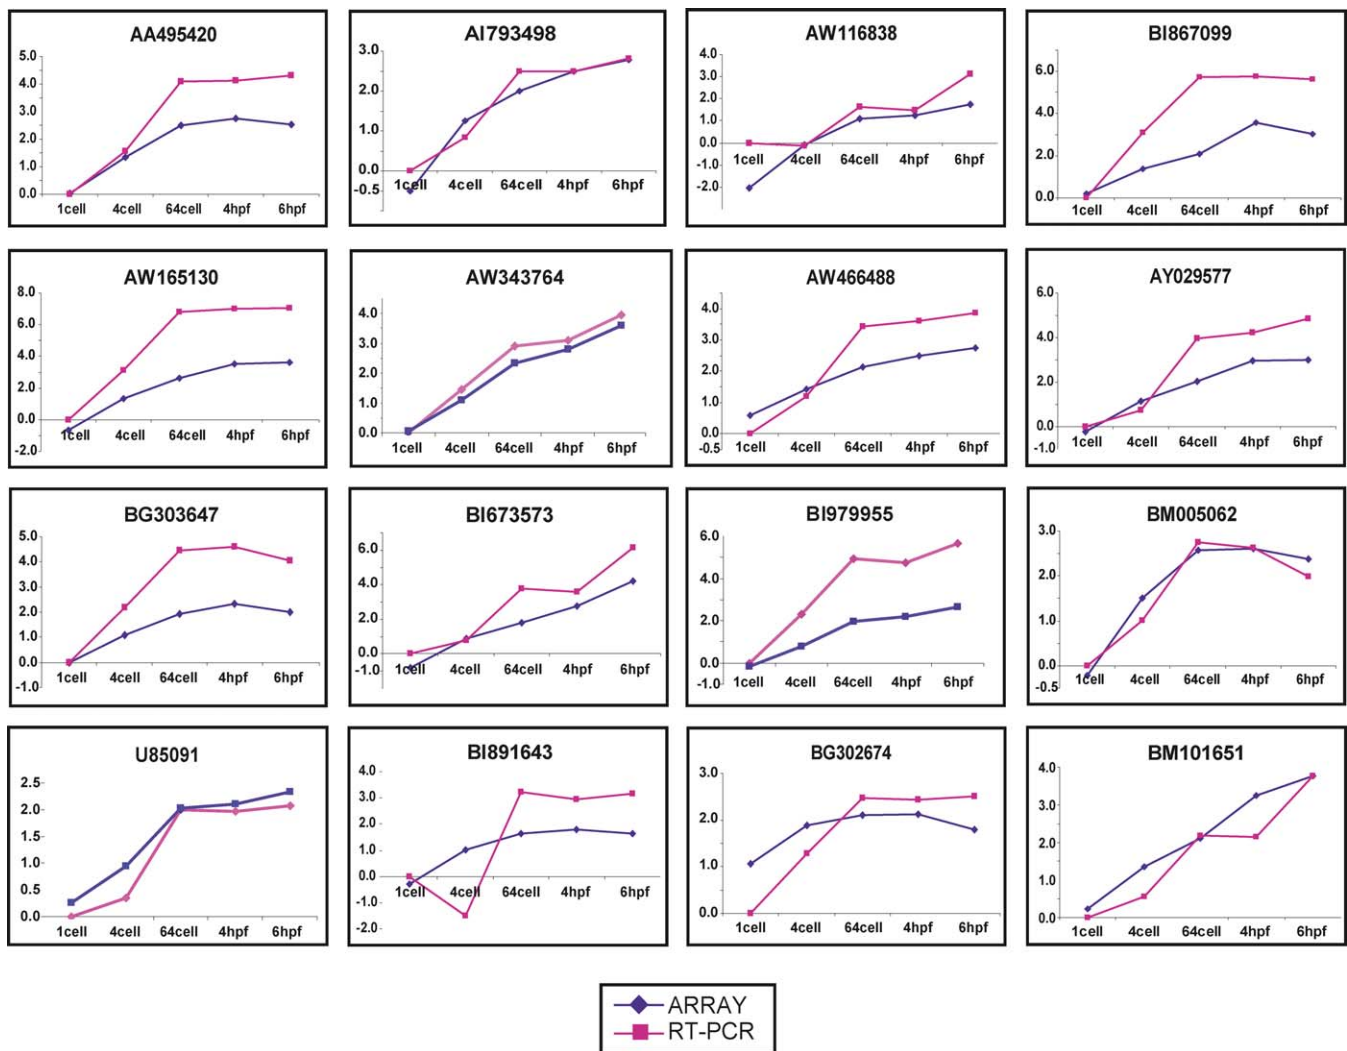 AA495420
5.0
4.0
3.0
2.0
1.0
0.0
1cell 4cell 64cell 4hpf 6hpf
AI793498
3.0
2.0
1.0
0.0
-0.5
1cell 4cell 64cell 4hpf 6hpf
AW116838
4.0
3.0
2.0
1.0
0.0
-1.0
-2.0
1cell 4cell 64cell 4hpf 6hpf
BI867099
6.0
4.0
2.0
0.0
1cell 4cell 64cell 4hpf 6hpf
AW165130
8.0
6.0
4.0
2.0
0.0
-2.0
1cell 4cell 64cell 4hpf 6hpf
AW343764
4.0
3.0
2.0
1.0
0.0
1cell 4cell 64cell 4hpf 6hpf
AW466488
4.0
3.0
2.0
1.0
0.0
-0.5
1cell 4cell 64cell 4hpf 6hpf
AY029577
6.0
4.0
2.0
0.0
-1.0
1cell 4cell 64cell 4hpf 6hpf
BG303647
5.0
4.0
3.0
2.0
1.0
0.0
-1.0
1cell 4cell 64cell 4hpf 6hpf
BI673573
6.0
4.0
2.0
0.0
-1.0
1cell 4cell 64cell 4hpf 6hpf
BI979955
6.0
4.0
2.0
0.0
-1.0
1cell 4cell 64cell 4hpf 6hpf
BM005062
3.0
2.0
1.0
0.0
-0.5
1cell 4cell 64cell 4hpf 6hpf
U85091
2.5
2.0
1.5
1.0
0.5
0.0
1cell 4cell 64cell 4hpf 6hpf
BI891643
4.0
3.0
2.0
1.0
0.0
-1.0
-2.0
1cell 4cell 64cell 4hpf 6hpf
BG302674
3.0
2.0
1.0
0.0
1cell 4cell 64cell 4hpf 6hpf
BM101651
4.0
3.0
2.0
1.0
0.0
1cell 4cell 64cell 4hpf 6hpf
ARRAY
RT-PCR